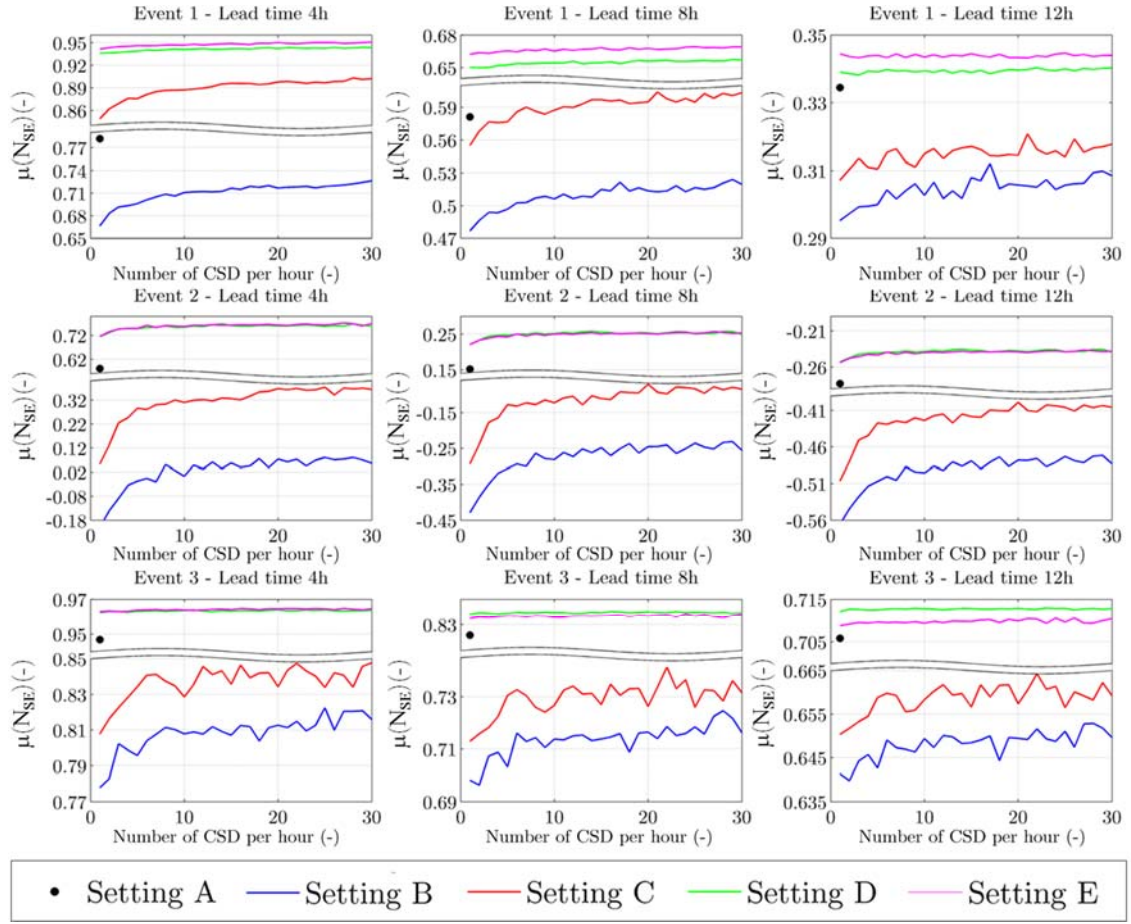 Event 1 - Lead time 4h
0.95
0.92
0.89
0.86
0.77
0.74
0.71
0.68
0.65
μ(N_SE)(-)
0 10 20 30
Number of CSD per hour (-)
Event 1 - Lead time 8h
0.68
0.65
0.59
0.56
0.53
0.5
0.47
μ(N_SE)(-)
0 10 20 30
Number of CSD per hour (-)
Event 1 - Lead time 12h
0.35
0.33
0.31
0.29
μ(N_SE)(-)
0 10 20 30
Number of CSD per hour (-)
Event 2 - Lead time 4h
0.72
0.62
0.32
0.12
0.02
-0.08
-0.18
μ(N_SE)(-)
0 10 20 30
Number of CSD per hour (-)
Event 2 - Lead time 8h
0.25
0.15
-0.15
-0.25
-0.35
-0.45
μ(N_SE)(-)
0 10 20 30
Number of CSD per hour (-)
Event 2 - Lead time 12h
-0.21
-0.26
-0.41
-0.46
-0.51
-0.56
μ(N_SE)(-)
0 10 20 30
Number of CSD per hour (-)
Event 3 - Lead time 4h
0.97
0.95
0.85
0.83
0.81
0.79
0.77
μ(N_SE)(-)
0 10 20 30
Number of CSD per hour (-)
Event 3 - Lead time 8h
0.83
0.73
0.71
0.69
μ(N_SE)(-)
0 10 20 30
Number of CSD per hour (-)
Event 3 - Lead time 12h
0.715
0.705
0.665
0.655
0.645
0.635
μ(N_SE)(-)
0 10 20 30
Number of CSD per hour (-)
Setting A Setting B Setting C Setting D Setting E